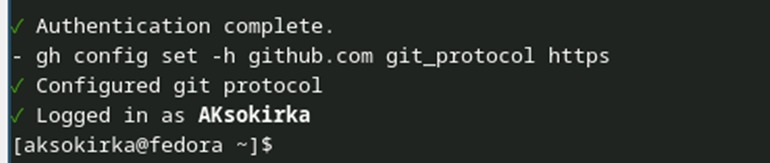 ✓ Authentication complete.
- gh config set -h github.com git_protocol https
✓ Configured git protocol
✓ Logged in as AKsokirka
[aksokirka@fedora ~]$